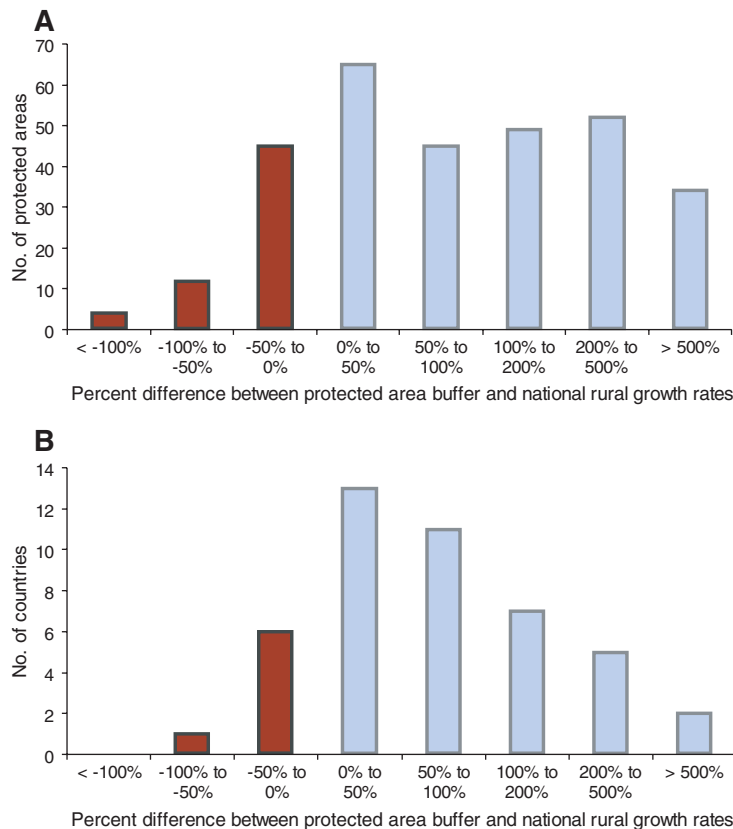 A
70
60
50
40
30
20
10
0
No. of protected areas
< -100% -100% to -50% to 0% to 50% to 100% to 200% to > 500%
-50% 0% 50% 100% 200% 500%
Percent difference between protected area buffer and national rural growth rates
B
14
12
10
8
6
4
2
0
No. of countries
< -100% -100% to -50% to 0% to 50% to 100% to 200% to > 500%
-50% 0% 50% 100% 200% 500%
Percent difference between protected area buffer and national rural growth rates